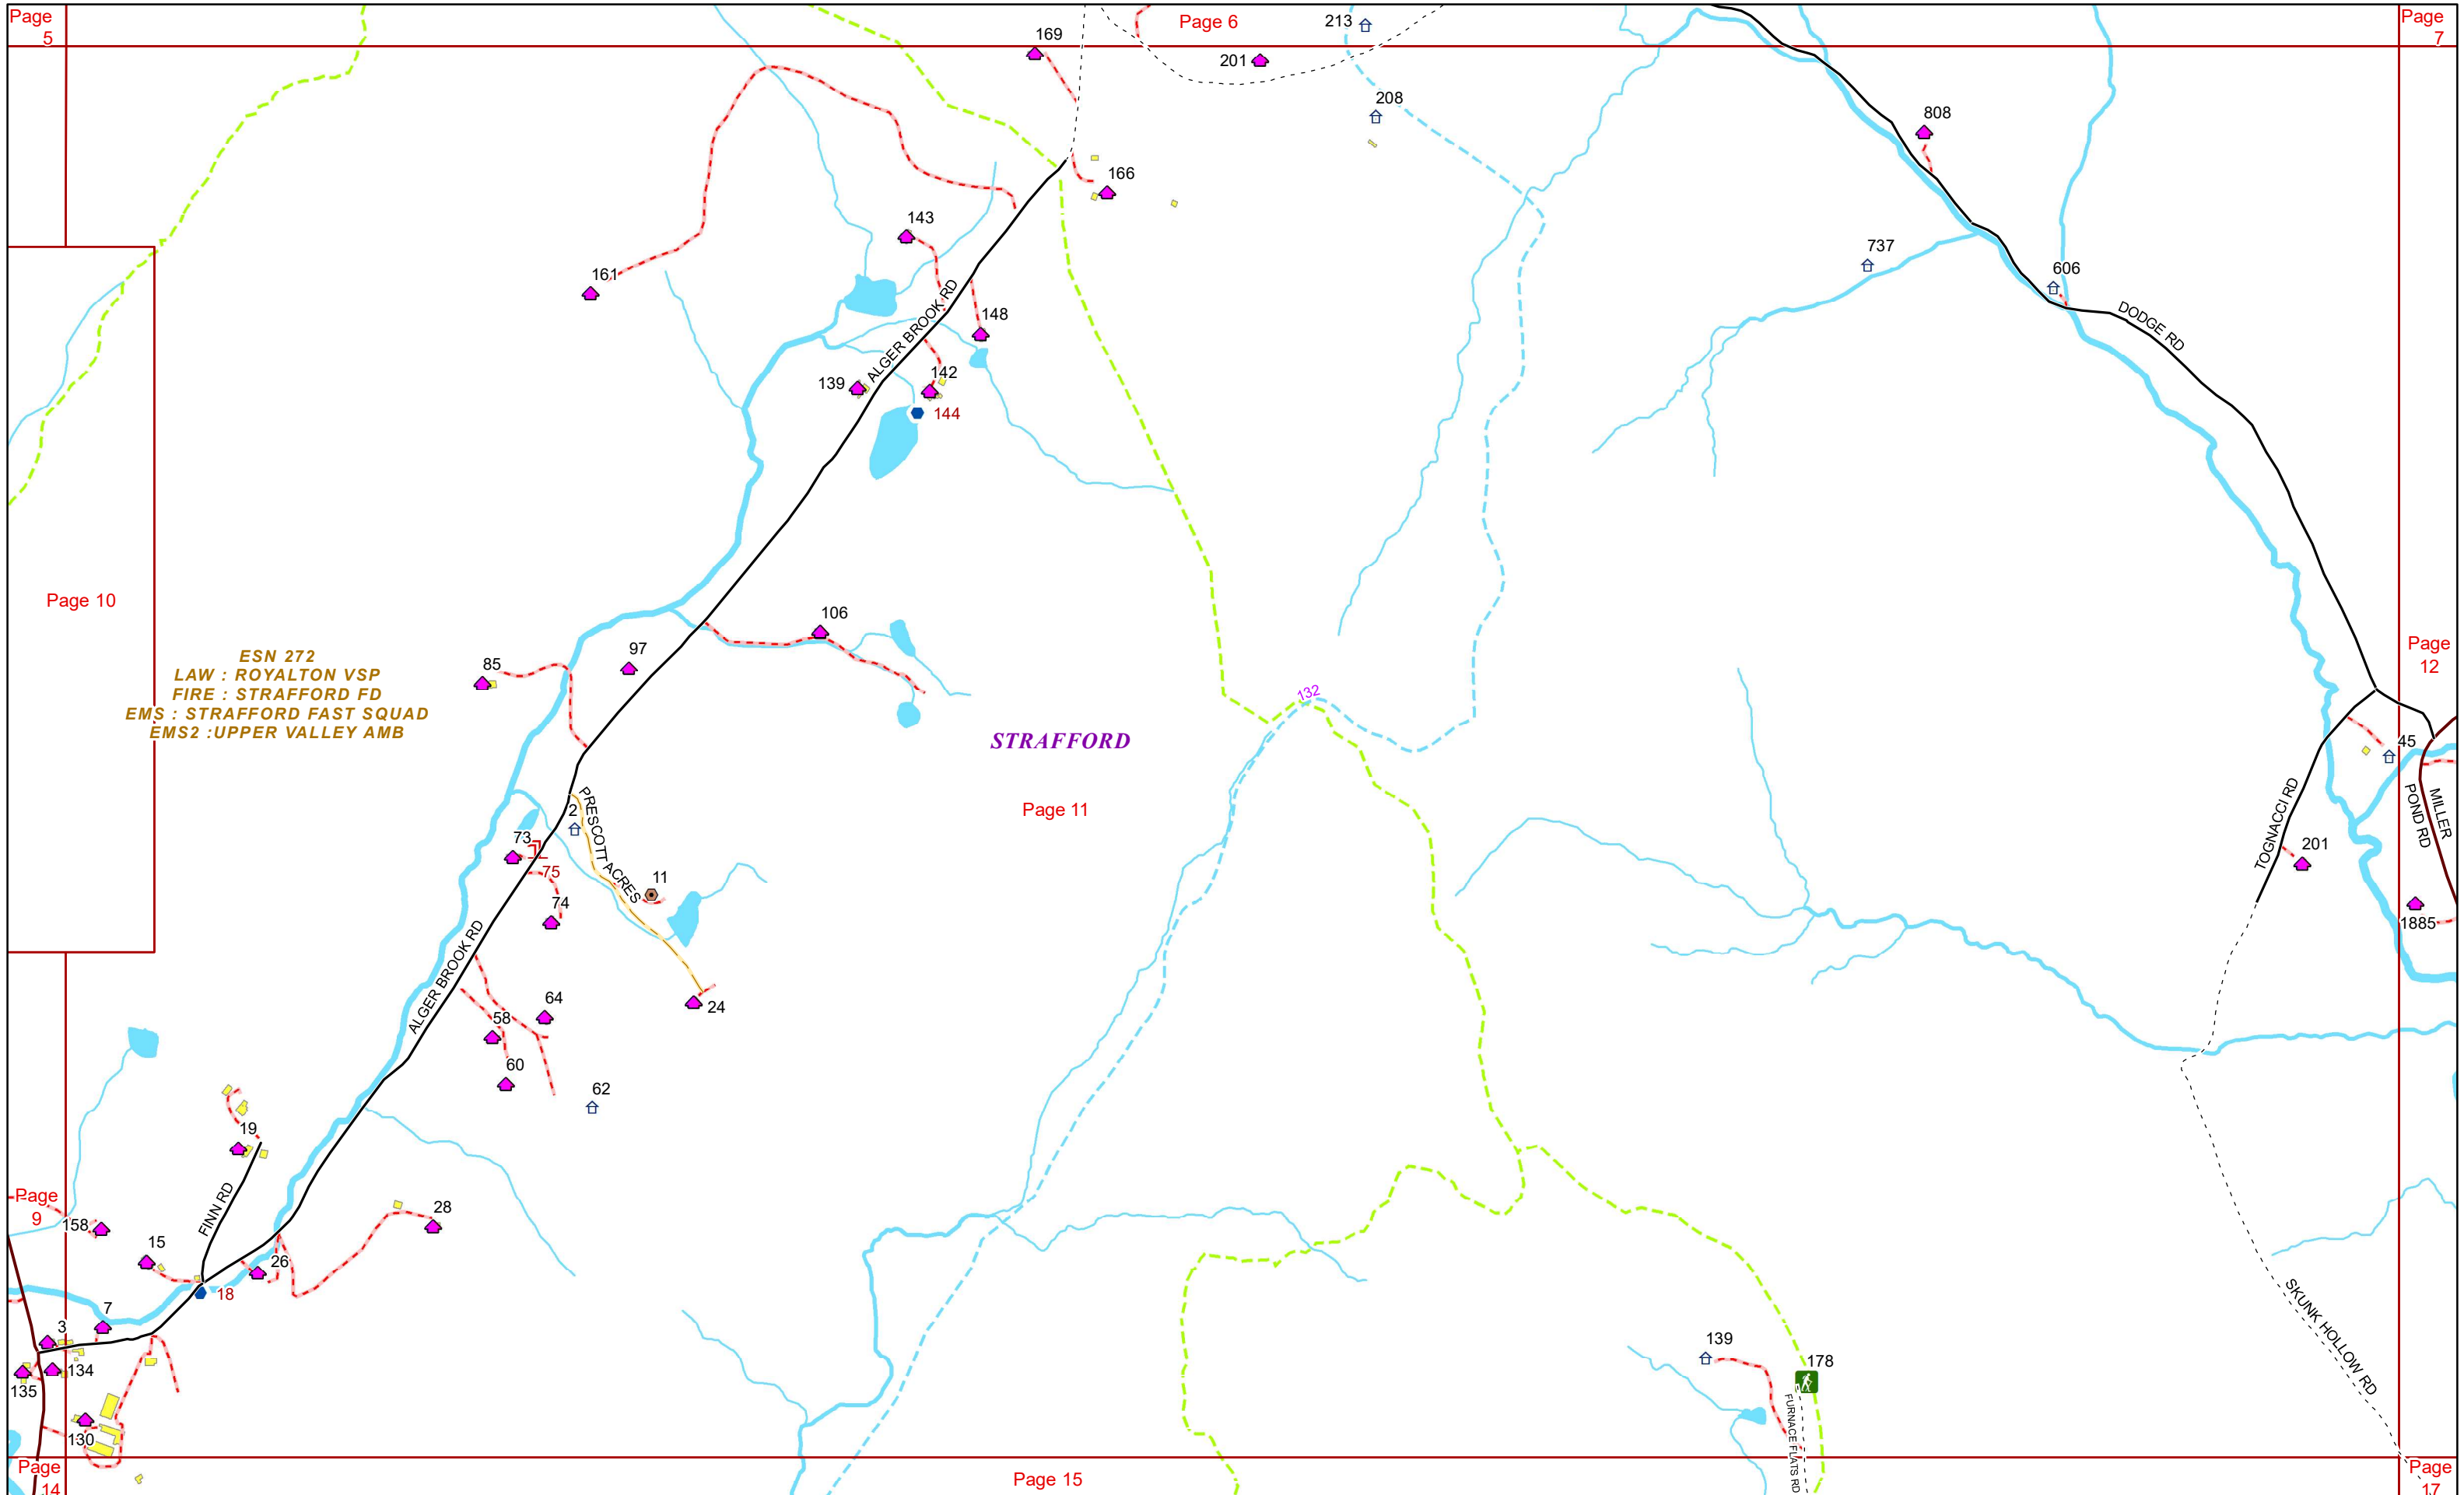 Page
5
Page 6
Page
7
213
169
201
208
808
166
143
737
161
606
148
DODGE RD
ALGER BROOK RD
139
142
144
Page 10
106
97
85
ESN 272
LAW : ROYALTON VSP
FIRE : STRAFFORD FD
EMS : STRAFFORD FAST SQUAD
EMS2 :UPPER VALLEY AMB
Page
12
132
STRAFFORD
45
Page 11
PRESCOTT ACRES
2
TOGNACCI RD
MILLER
POND RD
73
75
201
11
74
1885
ALGER BROOK RD
24
64
58
60
62
19
Page
9
158
FINN RD
28
15
26
18
7
3
134
135
130
SKUNK HOLLOW RD
139
178
FURNACE FLATS RD
Page
14
Page 15
Page
17